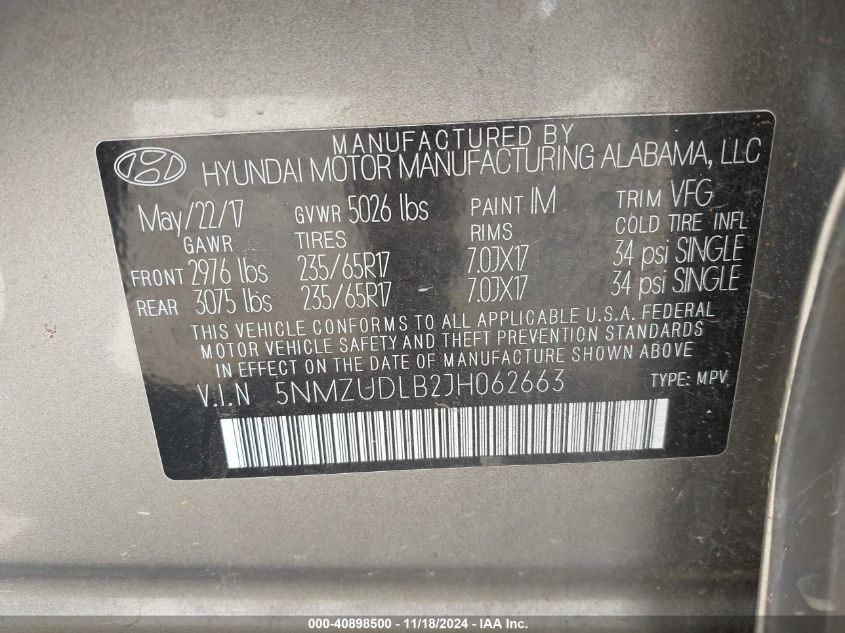 MANUFACTURED BY
HYUNDAI MOTOR MANUFACTURING ALABAMA, LLC
May/22/17 GVWR 5026 lbs PAINT IM TRIM VFG
GAWR TIRES RIMS COLD TIRE INFL
FRONT 2976 lbs 235/65R17 7.0JX17 34 psi SINGLE
REAR 3075 lbs 235/65R17 7.0JX17 34 psi SINGLE
THIS VEHICLE CONFORMS TO ALL APPLICABLE U.S.A. FEDERAL
MOTOR VEHICLE SAFETY AND THEFT PREVENTION STANDARDS
IN EFFECT ON THE DATE OF MANUFACTURE SHOWN ABOVE
V.I.N 5NMZUDLB2JH062663 TYPE: MPV
000-40898500 - 11/18/2024 - IAA Inc.